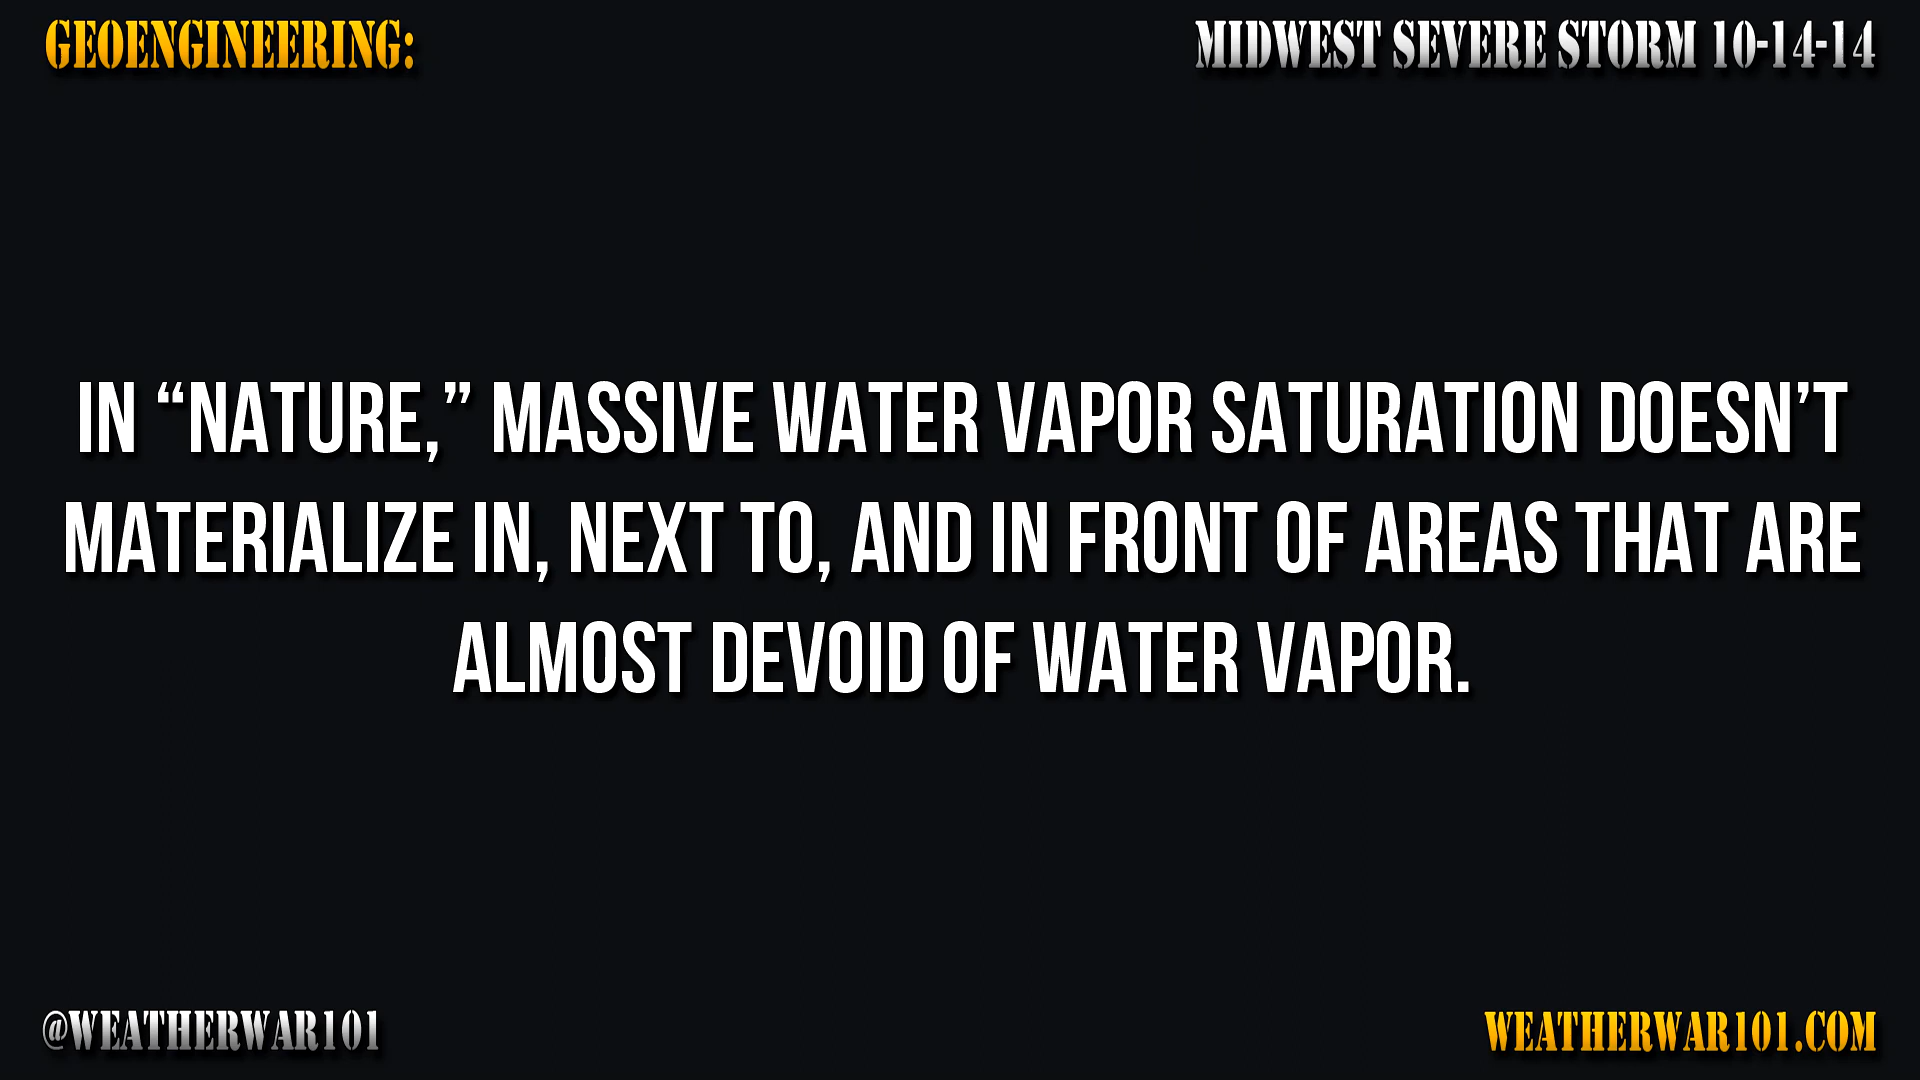 GEOENGINEERING:
MIDWEST SEVERE STORM 10-14-14
IN “NATURE,” MASSIVE WATER VAPOR SATURATION DOESN’T
MATERIALIZE IN, NEXT TO, AND IN FRONT OF AREAS THAT ARE
ALMOST DEVOID OF WATER VAPOR.
@WEATHERWAR101
WEATHERWAR101.COM